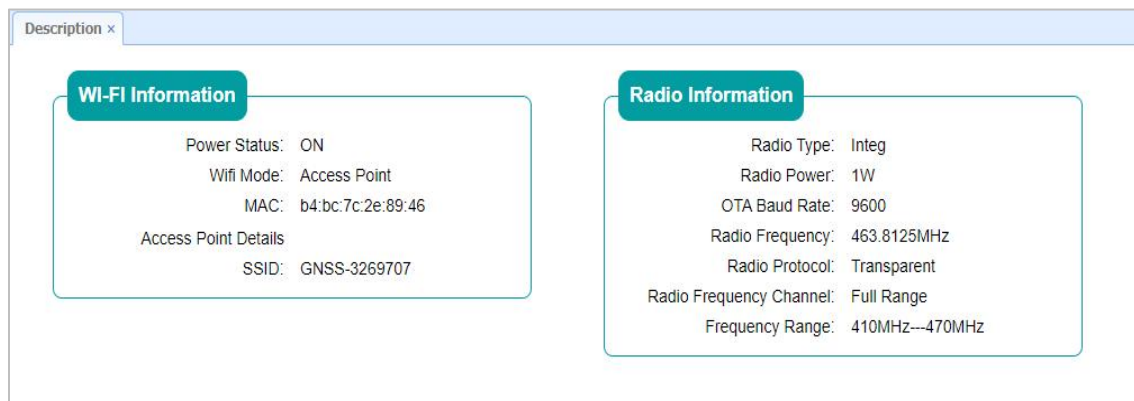 Description ×
WI-FI Information
Power Status: ON
Wifi Mode: Access Point
MAC: b4:bc:7c:2e:89:46
Access Point Details
SSID: GNSS-3269707
Radio Information
Radio Type: Integ
Radio Power: 1W
OTA Baud Rate: 9600
Radio Frequency: 463.8125MHz
Radio Protocol: Transparent
Radio Frequency Channel: Full Range
Frequency Range: 410MHz---470MHz